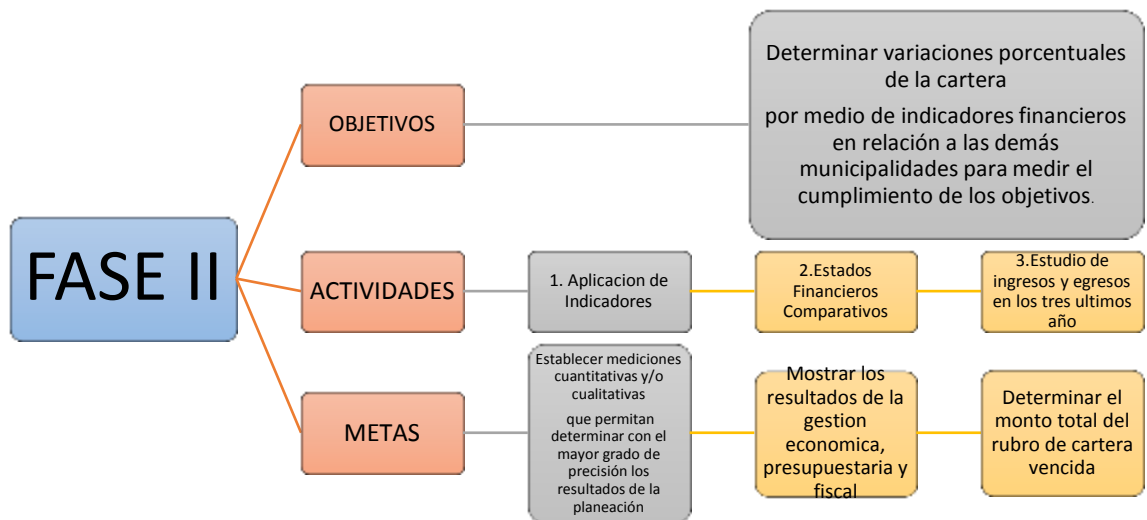 FASE II
OBJETIVOS
Determinar variaciones porcentuales
de la cartera
por medio de indicadores financieros
en relación a las demás
municipalidades para medir el
cumplimiento de los objetivos.
ACTIVIDADES
1. Aplicacion de
Indicadores
2.Estados
Financieros
Comparativos
3.Estudio de
ingresos y egresos
en los tres ultimos
año
METAS
Establecer mediciones
cuantitativas y/o
cualitativas
que permitan
determinar con el
mayor grado de
precisión los
resultados de la
planeación
Mostrar los
resultados de la
gestion
economica,
presupuestaria y
fiscal
Determinar el
monto total del
rubro de cartera
vencida